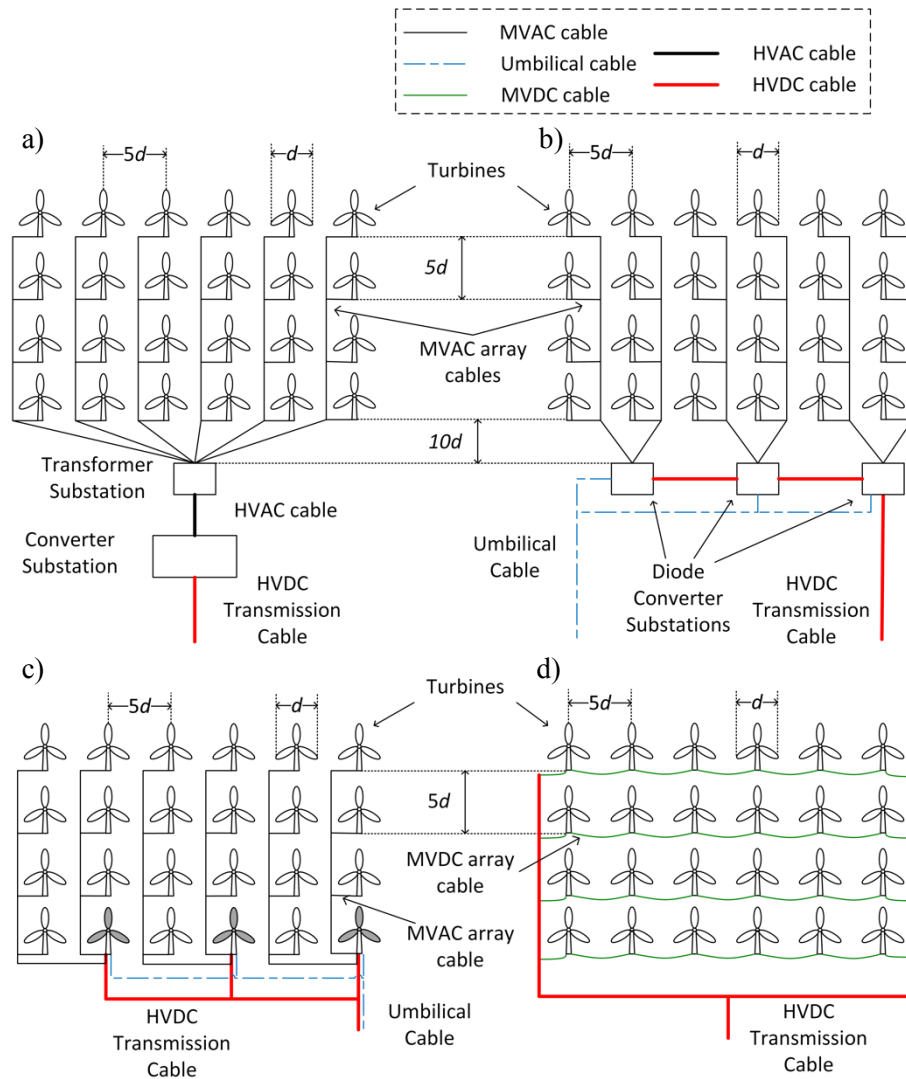 MVAC cable
Umbilical cable
MVDC cable
HVAC cable
HVDC cable
a)
5d
d
Turbines
5d
MVAC array
cables
10d
Transformer
Substation
HVAC cable
Converter
Substation
HVDC
Transmission
Cable
b)
5d
d
Umbilical
Cable
Diode
Converter
Substations
HVDC
Transmission
Cable
c)
5d
d
Turbines
5d
MVDC array
cable
MVAC array
cable
HVDC
Transmission
Cable
Umbilical
Cable
d)
5d
d
HVDC
Transmission
Cable